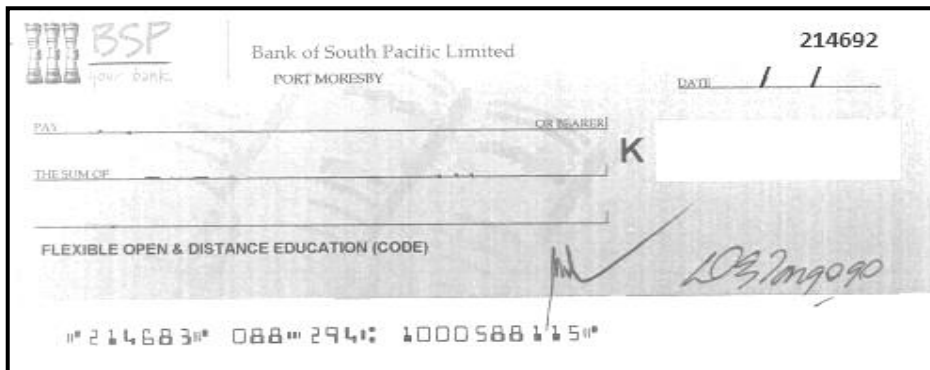 BSP
your bank
Bank of South Pacific Limited
PORT MORESBY
214692
DATE / /
PAY OR BEARER
K
THE SUM OF
FLEXIBLE OPEN & DISTANCE EDUCATION (CODE)
⑈214683⑈ 088⑉294⑆ 1000588115⑈